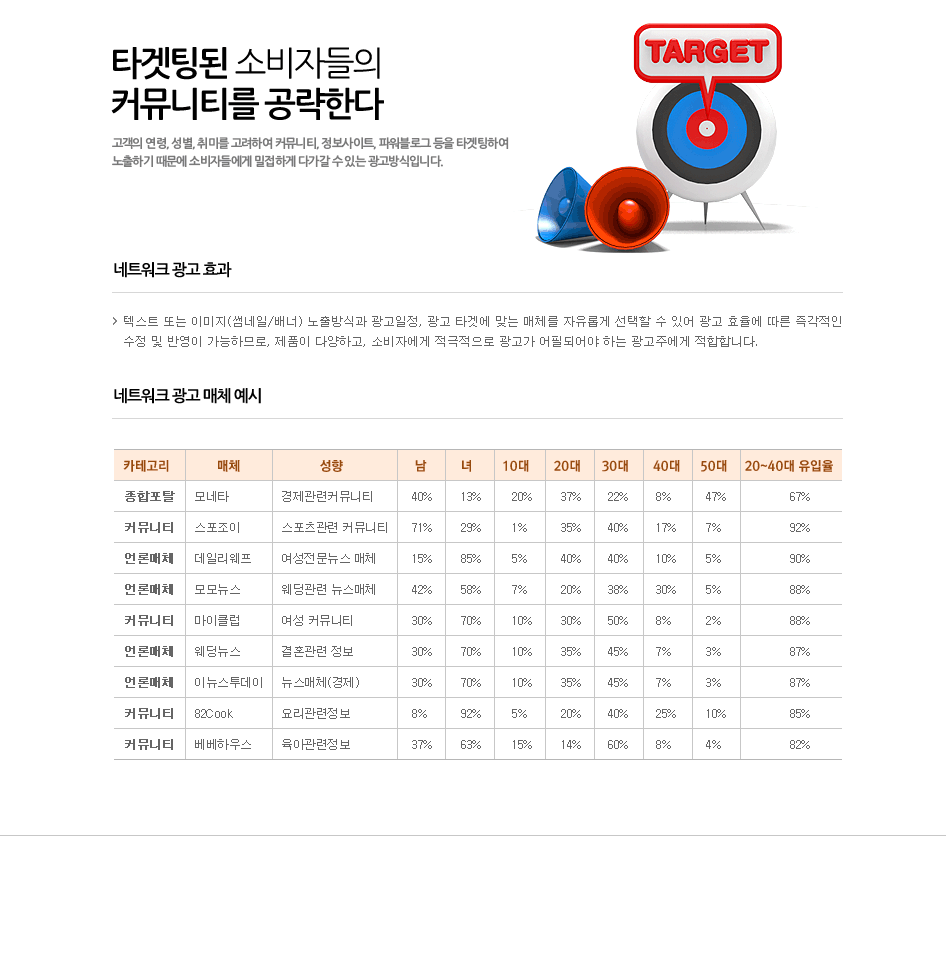 타겟팅된 소비자들의
TARGET
커뮤니티를 공략한다
고객의 연령, 성별, 취미를 고려하여 커뮤니티, 정보사이트, 파워블로그 등을 타겟팅하여
노출하기 때문에 소비자들에게 밀접하게 다가갈 수 있는 광고방식입니다.
네트워크 광고 효과
> 텍스트 또는 이미지(썸네일/배너) 노출방식과 광고일정, 광고 타겟에 맞는 매체를 자유롭게 선택할 수 있어 광고 효율에 따른 즉각적인
수정 및 반영이 가능하므로, 제품이 다양하고, 소비자에게 적극적으로 광고가 어필되어야 하는 광고주에게 적합합니다.
네트워크 광고 매체 예시
카테고리 매체 성향 남 녀 10대 20대 30대 40대 50대 20~40대 유입율
종합포탈 모네타 경제관련커뮤니티 40% 13% 20% 37% 22% 8% 47% 67%
커뮤니티 스포조이 스포츠관련 커뮤니티 71% 29% 1% 35% 40% 17% 7% 92%
언론매체 데일리웨프 여성전문뉴스 매체 15% 85% 5% 40% 40% 10% 5% 90%
언론매체 모모뉴스 웨딩관련 뉴스매체 42% 58% 7% 20% 38% 30% 5% 88%
커뮤니티 마이클럽 여성 커뮤니티 30% 70% 10% 30% 50% 8% 2% 88%
언론매체 웨딩뉴스 결혼관련 정보 30% 70% 10% 35% 45% 7% 3% 87%
언론매체 이뉴스투데이 뉴스매체(경제) 30% 70% 10% 35% 45% 7% 3% 87%
커뮤니티 82Cook 요리관련정보 8% 92% 5% 20% 40% 25% 10% 85%
커뮤니티 베베하우스 육아관련정보 37% 63% 15% 14% 60% 8% 4% 82%